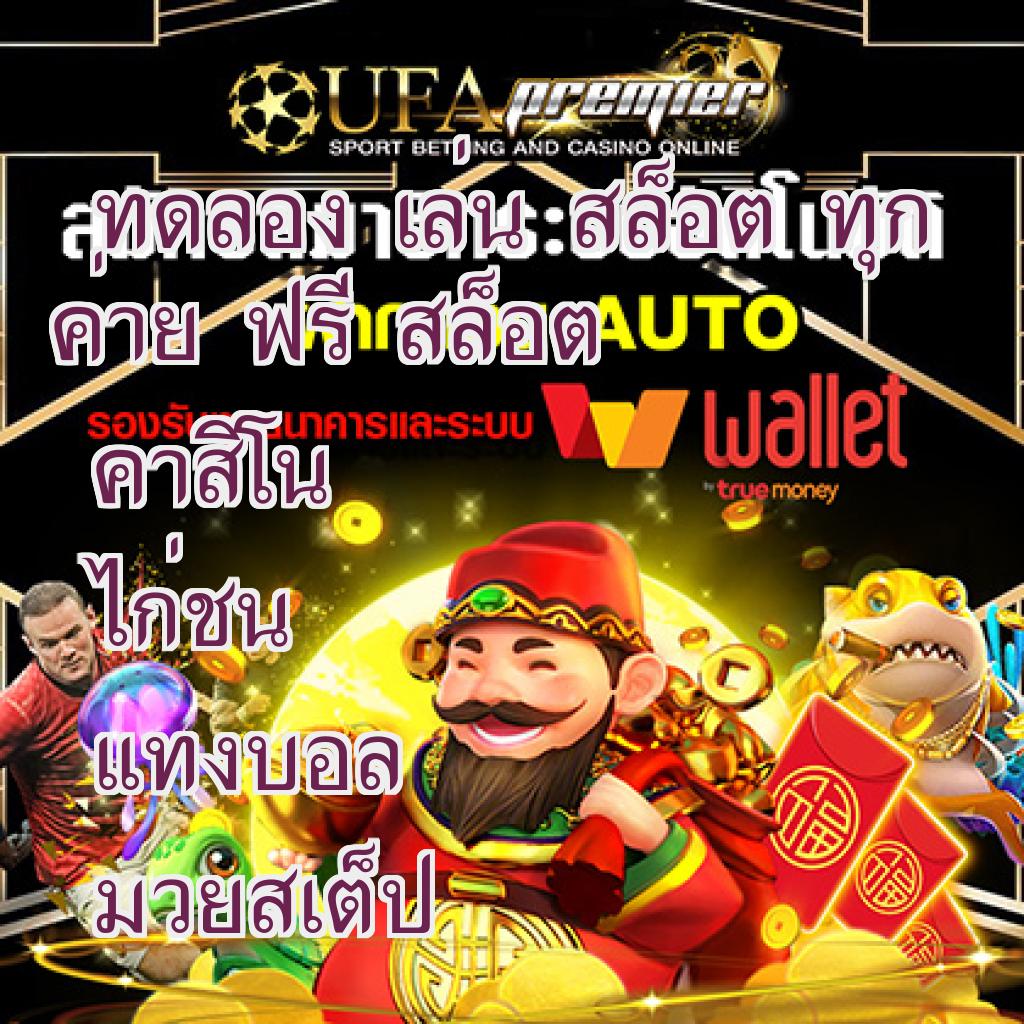 UFA premier
SPORT BETTING AND CASINO ONLINE
ทดลอง เล่น สล็อต ทุก
ค่าย ฟรี สล็อต
AUTO
รองรับ
ธนาคารและระบบ
wallet
by truemoney
คาสิโน
ไก่ชน
แทงบอล
มวยสเต็ป